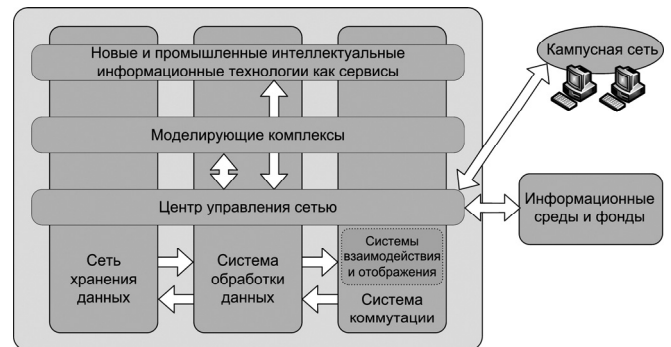 Новые и промышленные интеллектуальные
информационные технологии как сервисы
Кампусная сеть
Моделирующие комплексы
Центр управления сетью
Информационные
среды и фонды
Сеть
хранения
данных
Система
обработки
данных
Системы
взаимодействия
и отображения
Система
коммутации